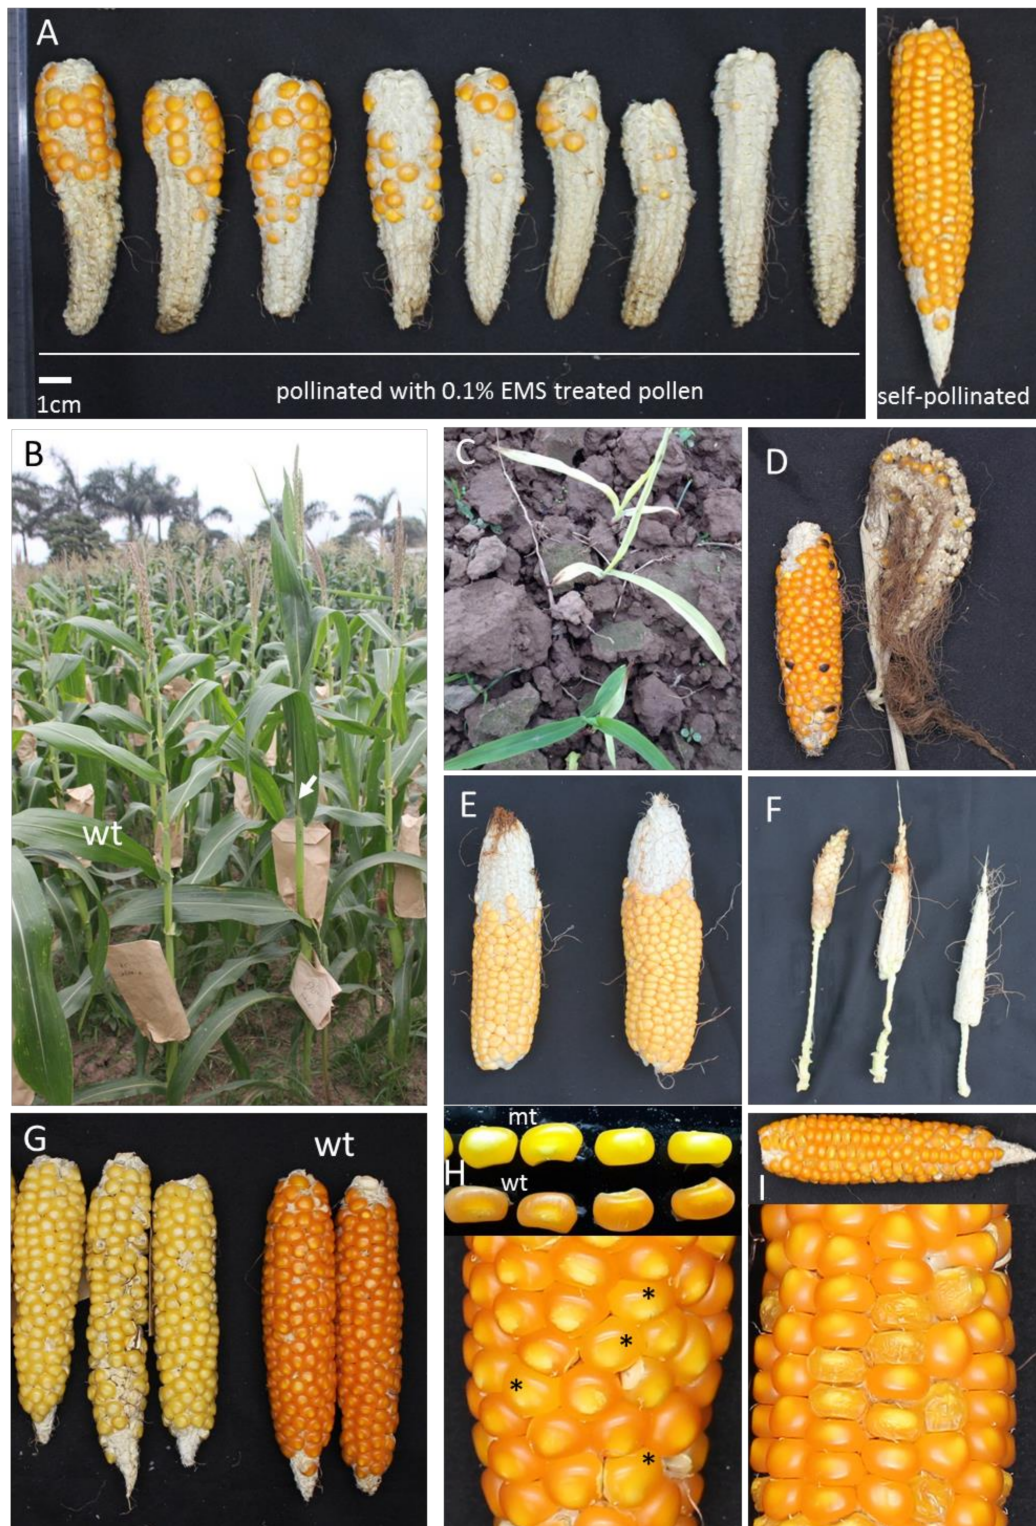 A
1cm
pollinated with 0.1% EMS treated pollen
self-pollinated
B
wt
C
D
E
F
G
wt
mt
H
wt
*
*
*
*
I